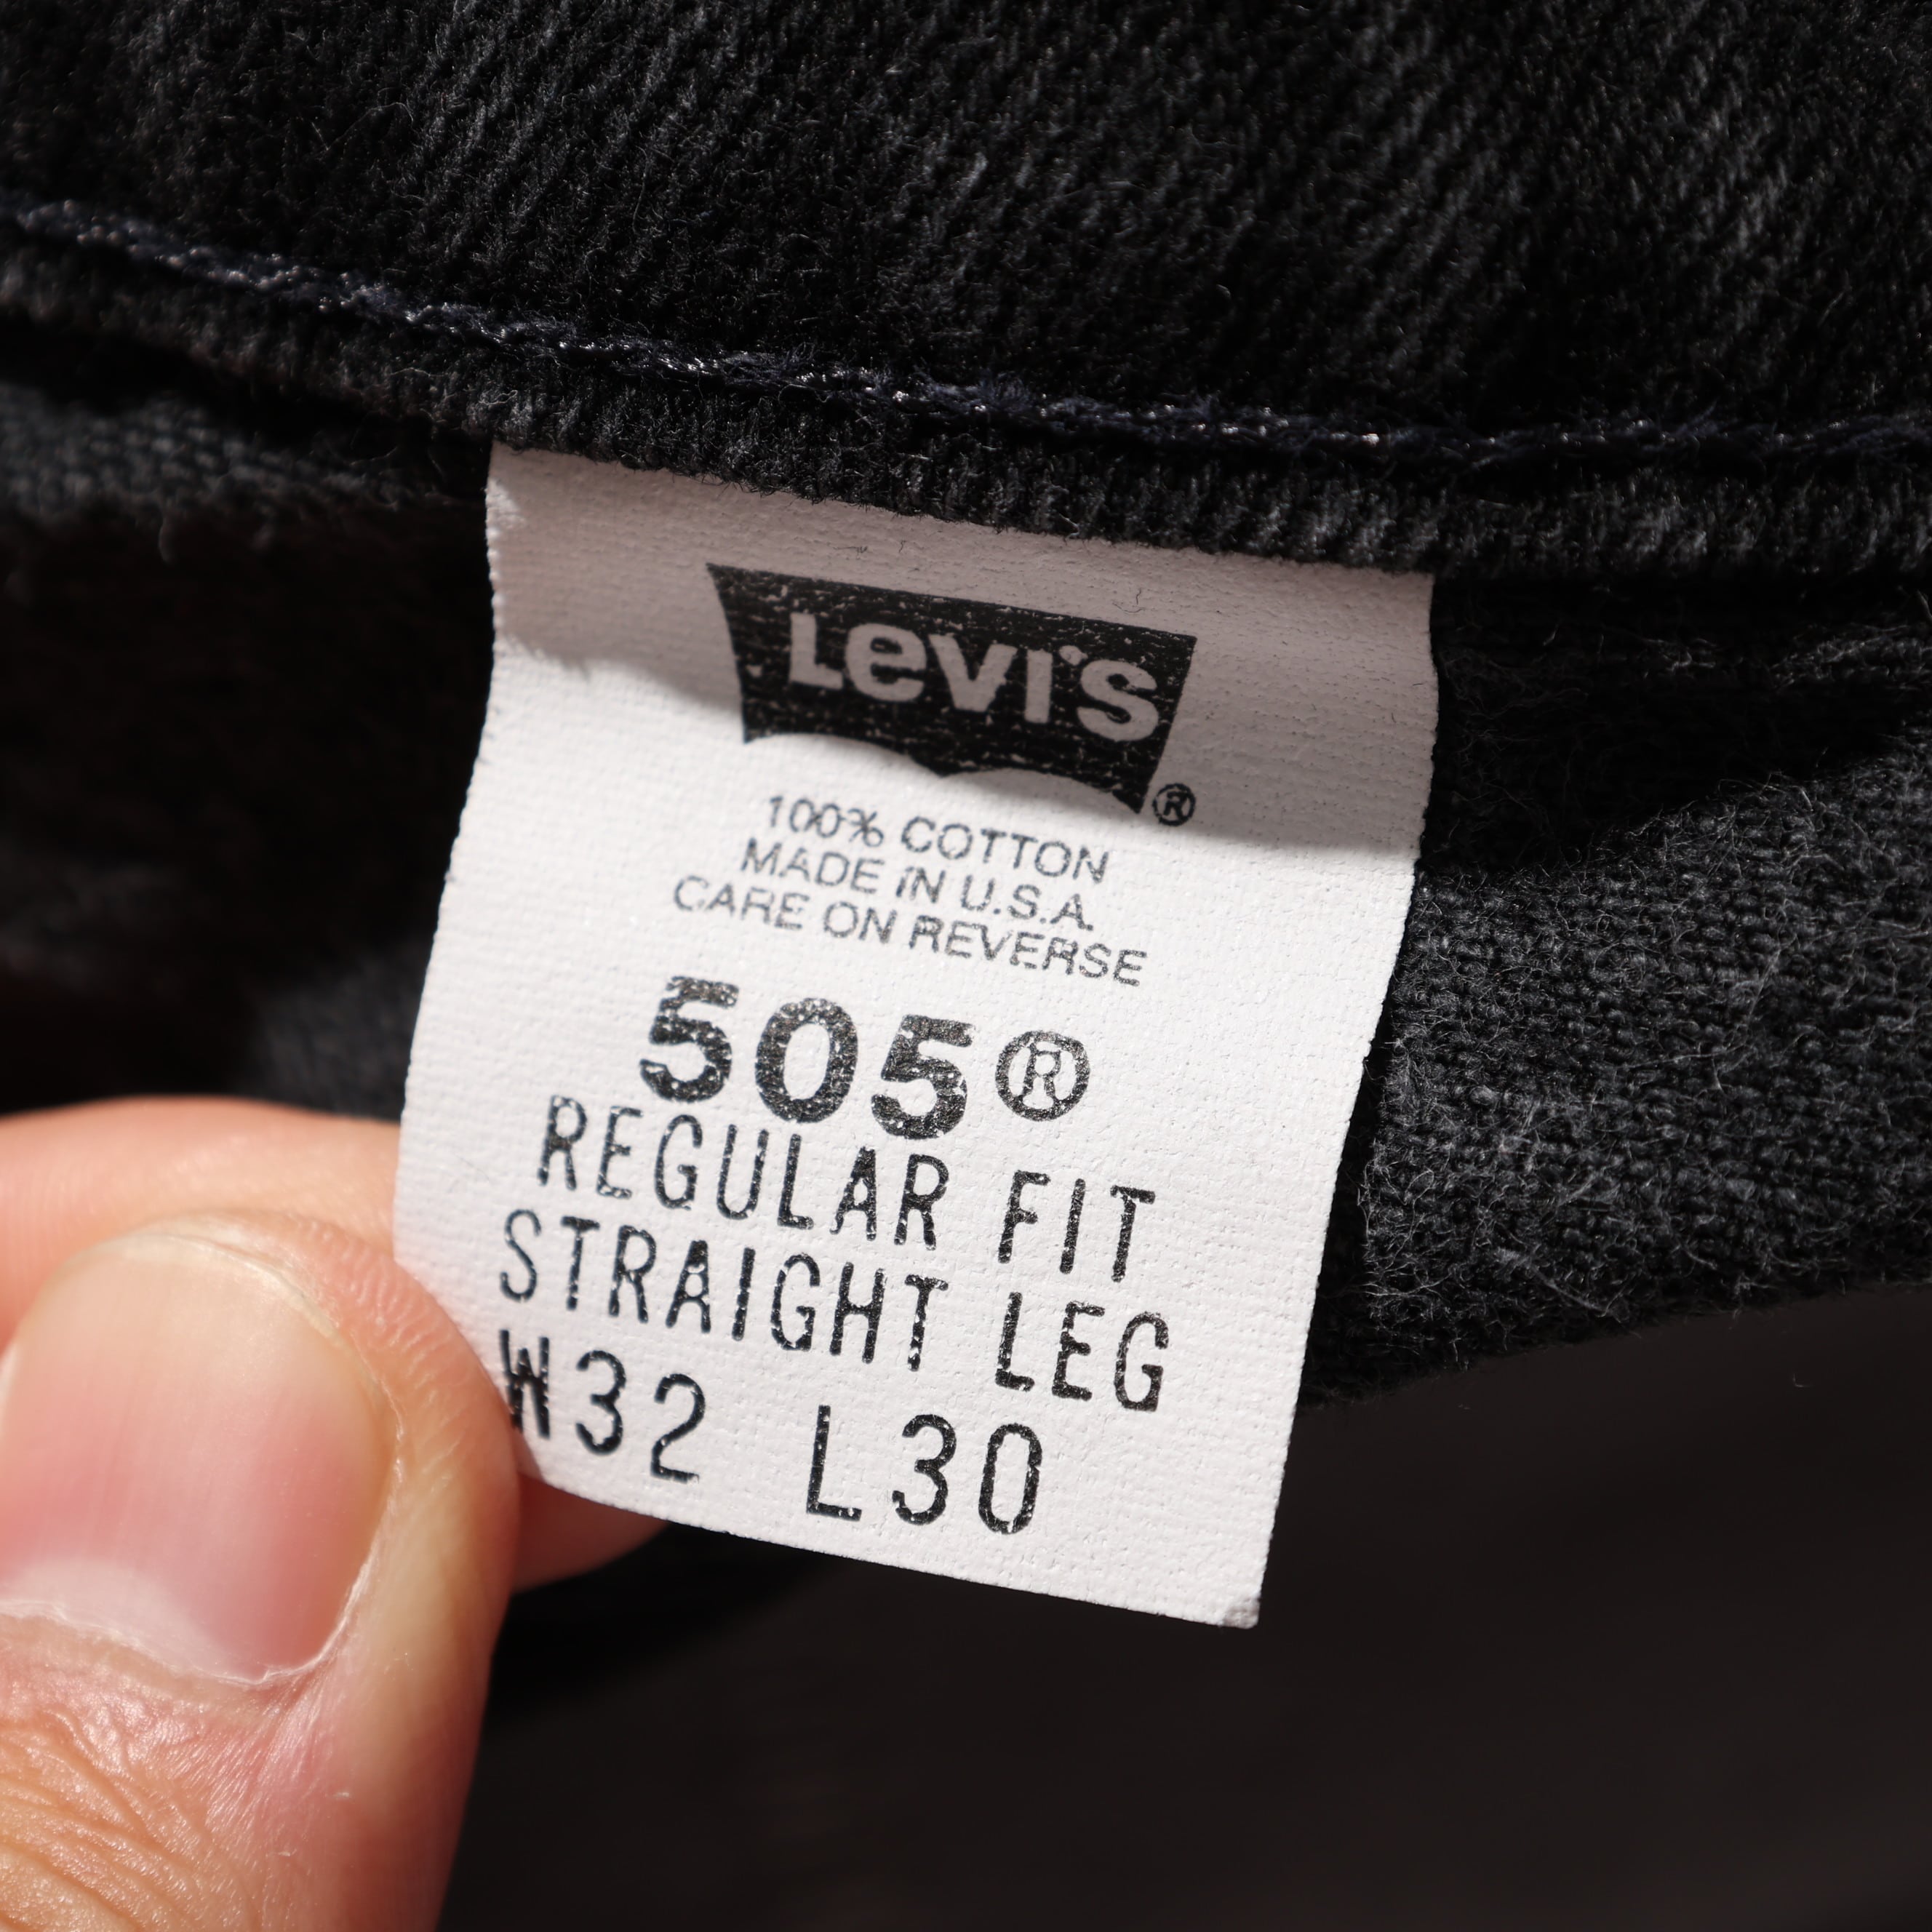 LEVI'S®
100% COTTON
MADE IN U.S.A.
CARE ON REVERSE
505®
REGULAR FIT
STRAIGHT LEG
W32 L30